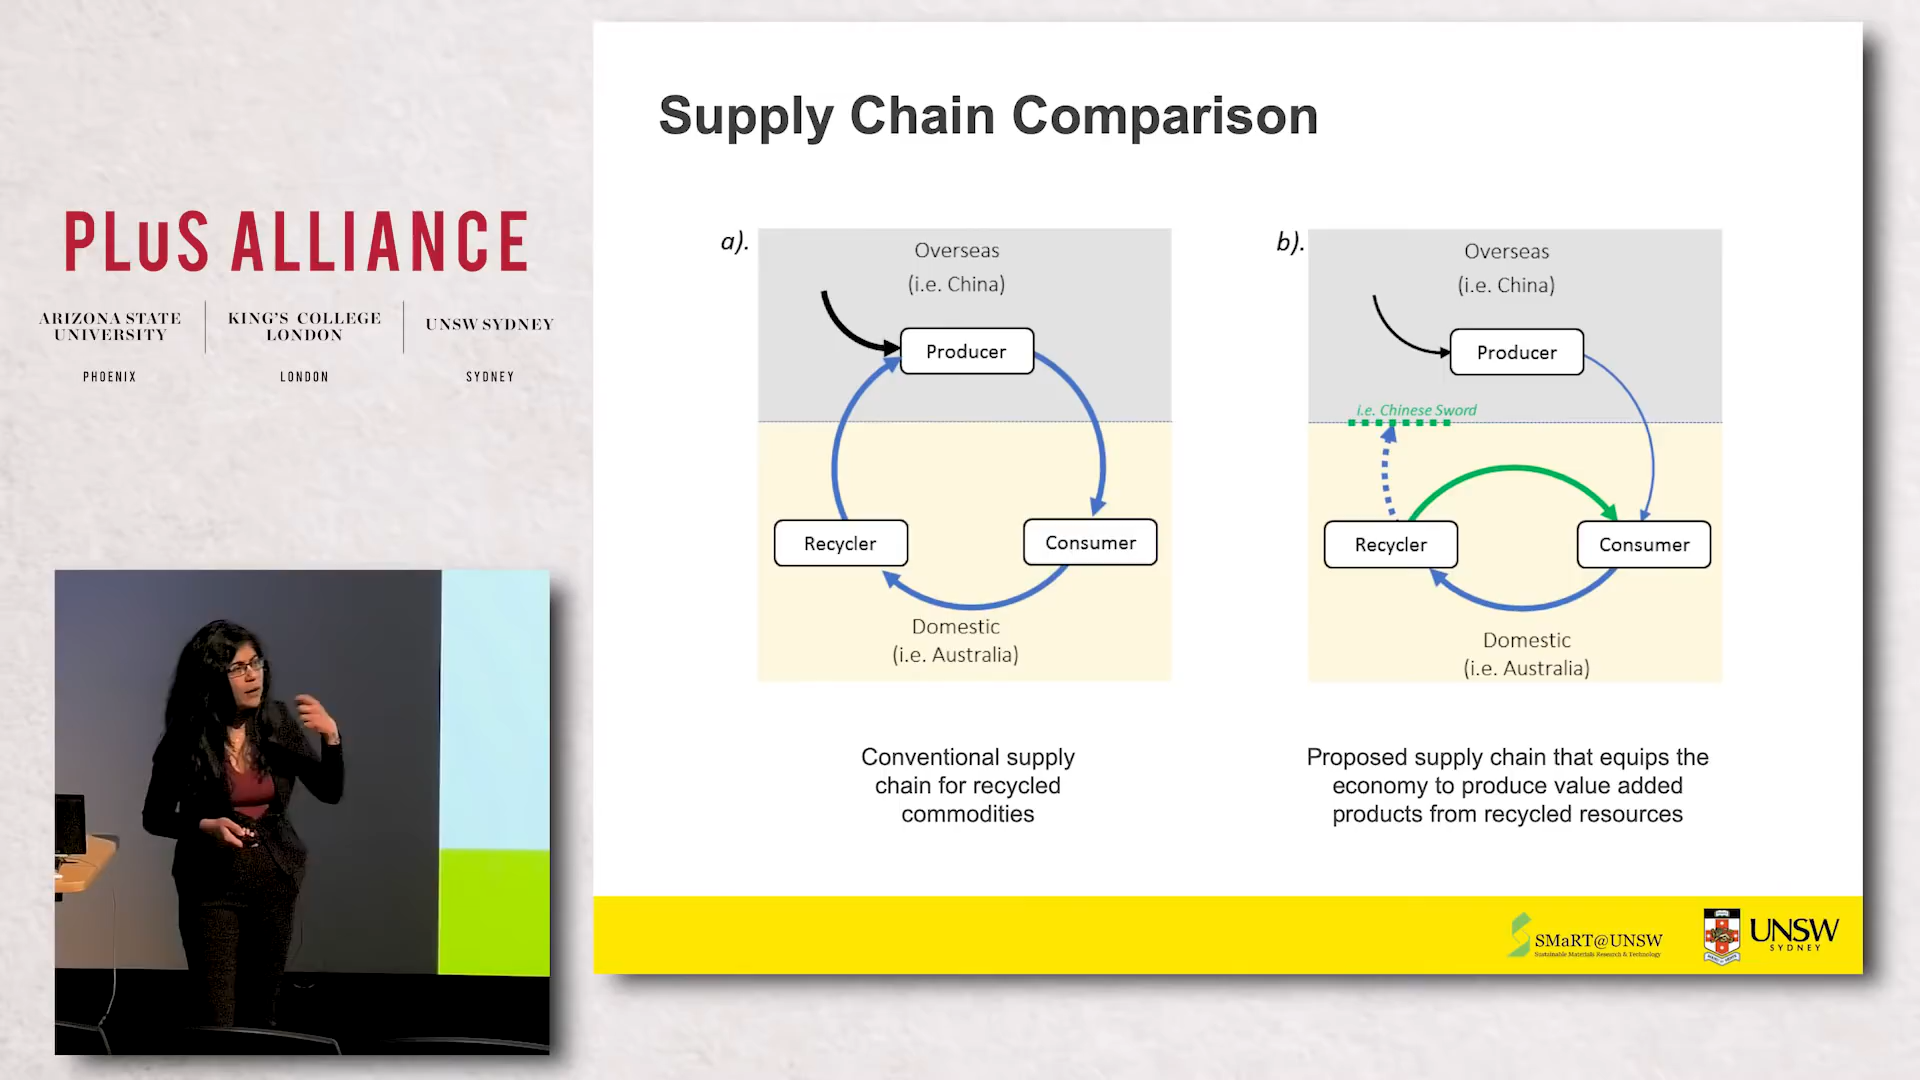 PLuS ALLIANCE
ARIZONA STATE
UNIVERSITY
PHOENIX
KING'S COLLEGE
LONDON
LONDON
UNSW SYDNEY
SYDNEY
Supply Chain Comparison
a).
Overseas
(i.e. China)
Producer
Recycler
Consumer
Domestic
(i.e. Australia)
Conventional supply
chain for recycled
commodities
b).
Overseas
(i.e. China)
Producer
i.e. Chinese Sword
Recycler
Consumer
Domestic
(i.e. Australia)
Proposed supply chain that equips the
economy to produce value added
products from recycled resources
SMaRT@UNSW
Sustainable Materials Research & Technology
UNSW
SYDNEY